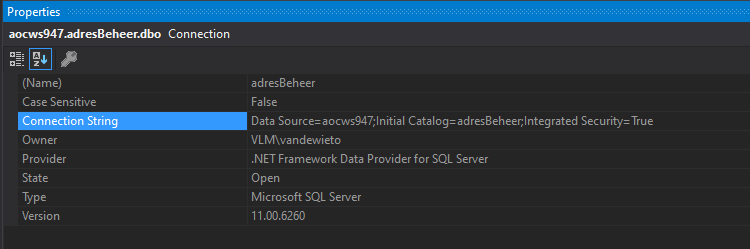 Properties
aocws947.adresBeheer.dbo Connection
(Name) adresBeheer
Case Sensitive False
Connection String Data Source=aocws947;Initial Catalog=adresBeheer;Integrated Security=True
Owner VLM\vandewieto
Provider .NET Framework Data Provider for SQL Server
State Open
Type Microsoft SQL Server
Version 11.00.6260